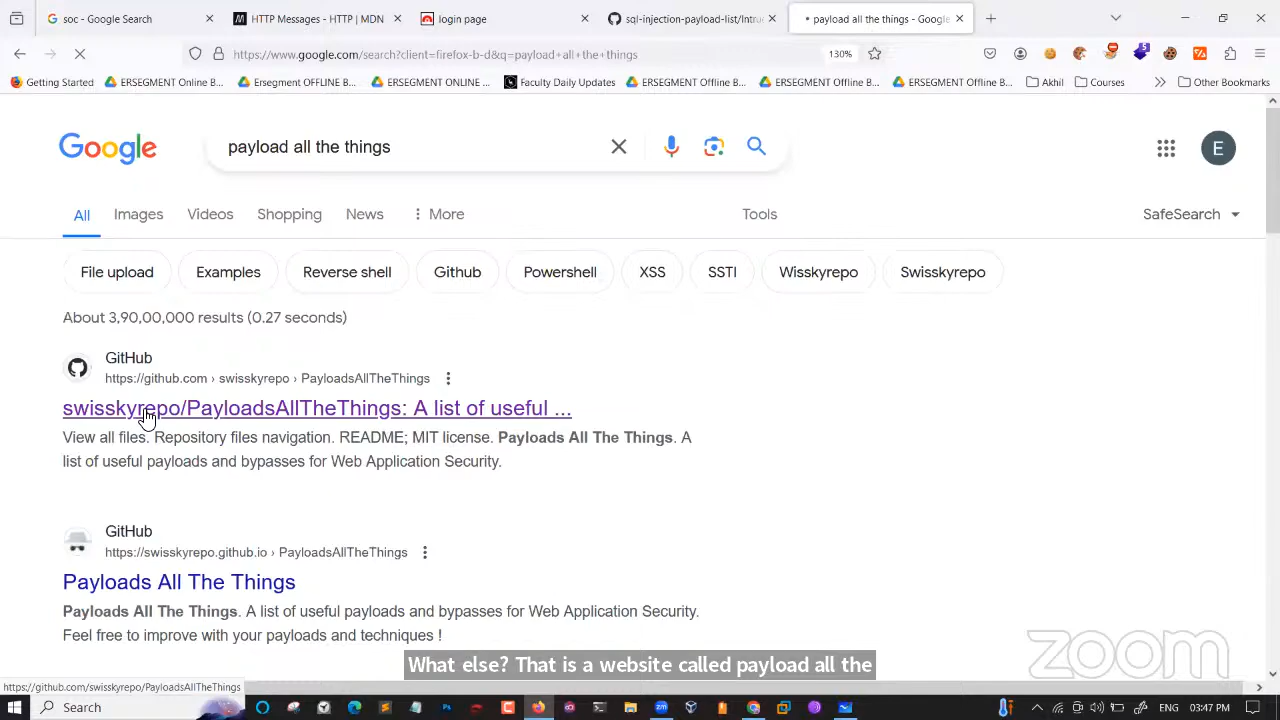 soc - Google Search
HTTP Messages - HTTP | MDN
login page
sql-injection-payload-list/Intru
payload all the things - Google
https://www.google.com/search?client=firefox-b-d&q=payload+all+the+things
130%
5
Getting Started
ERSEGMENT Online B...
Ersegment OFFLINE B...
ERSEGMENT ONLINE ...
Faculty Daily Updates
ERSEGMENT Offline B...
ERSEGMENT Offline B...
ERSEGMENT Offline B...
Akhil
Courses
Other Bookmarks
Google
payload all the things
E
All
Images
Videos
Shopping
News
More
Tools
SafeSearch
File upload
Examples
Reverse shell
Github
Powershell
XSS
SSTI
Wisskyrepo
Swisskyrepo
About 3,90,00,000 results (0.27 seconds)
GitHub
https://github.com › swisskyrepo › PayloadsAllTheThings
swisskyrepo/PayloadsAllTheThings: A list of useful ...
View all files. Repository files navigation. README; MIT license. Payloads All The Things. A
list of useful payloads and bypasses for Web Application Security.
GitHub
https://swisskyrepo.github.io › PayloadsAllTheThings
Payloads All The Things
Payloads All The Things. A list of useful payloads and bypasses for Web Application Security.
Feel free to improve with your payloads and techniques !
What else? That is a website called payload all the
zoom
https://github.com/swisskyrepo/PayloadsAllTheThings
Search
ENG
03:47 PM